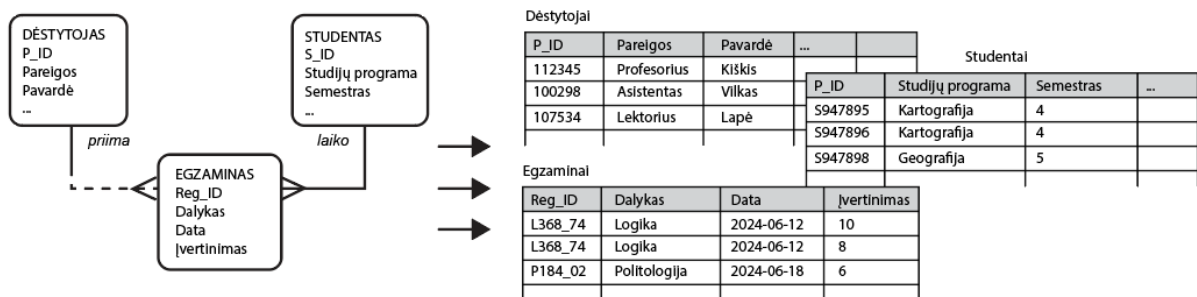 DĖSTYTOJAS
P_ID
Pareigos
Pavardė
...
STUDENTAS
S_ID
Studijų programa
Semestras
...
priima
laiko
EGZAMINAS
Reg_ID
Dalykas
Data
Įvertinimas
Dėstytojai
P_ID Pareigos Pavardė ...
112345 Profesorius Kiškis
100298 Asistentas Vilkas
107534 Lektorius Lapė
Studentai
P_ID Studijų programa Semestras ...
S947895 Kartografija 4
S947896 Kartografija 4
S947898 Geografija 5
Egzaminai
Reg_ID Dalykas Data Įvertinimas
L368_74 Logika 2024-06-12 10
L368_74 Logika 2024-06-12 8
P184_02 Politologija 2024-06-18 6